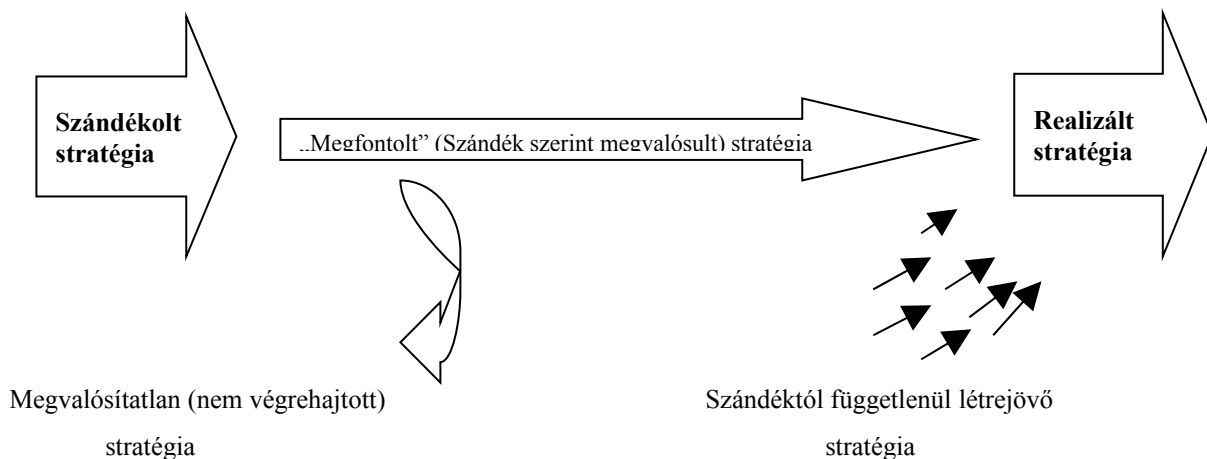 Szándékolt
stratégia
„Megfontolt” (Szándék szerint megvalósult) stratégia
Realizált
stratégia
Megvalósítatlan (nem végrehajtott)
stratégia
Szándéktól függetlenül létrejövő
stratégia